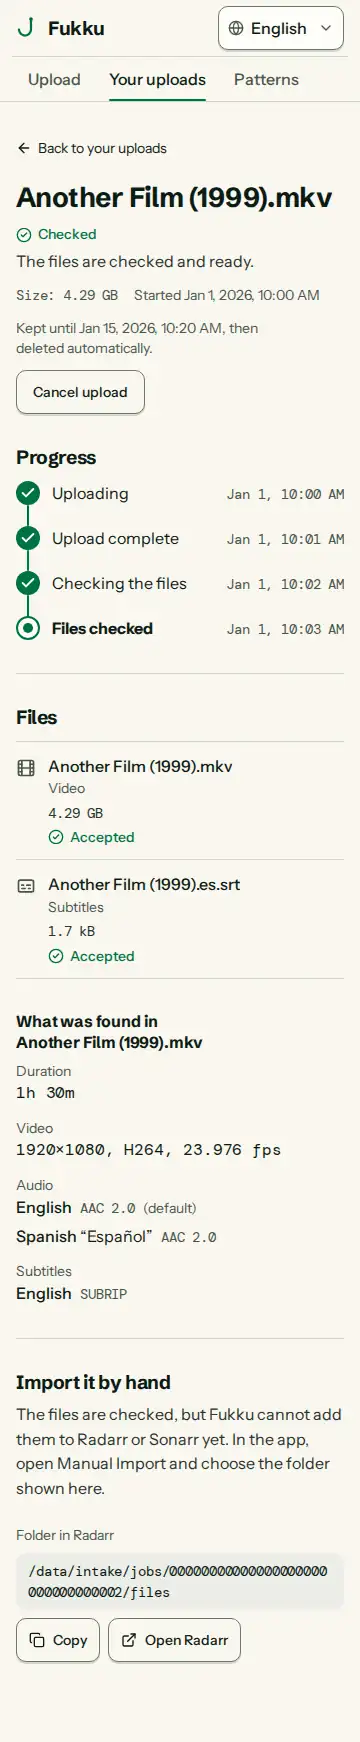 Fukku
English
Upload
Your uploads
Patterns
Back to your uploads
Another Film (1999).mkv
Checked
The files are checked and ready.
Size: 4.29 GB Started Jan 1, 2026, 10:00 AM
Kept until Jan 15, 2026, 10:20 AM, then
deleted automatically.
Cancel upload
Progress
Uploading Jan 1, 10:00 AM
Upload complete Jan 1, 10:01 AM
Checking the files Jan 1, 10:02 AM
Files checked Jan 1, 10:03 AM
Files
Another Film (1999).mkv
Video
4.29 GB
Accepted
Another Film (1999).es.srt
Subtitles
1.7 kB
Accepted
What was found in
Another Film (1999).mkv
Duration
1h 30m
Video
1920×1080, H264, 23.976 fps
Audio
English AAC 2.0 (default)
Spanish “Español” AAC 2.0
Subtitles
English SUBRIP
Import it by hand
The files are checked, but Fukku cannot add
them to Radarr or Sonarr yet. In the app,
open Manual Import and choose the folder
shown here.
Folder in Radarr
/data/intake/jobs/00000000000000000000
000000000002/files
Copy
Open Radarr